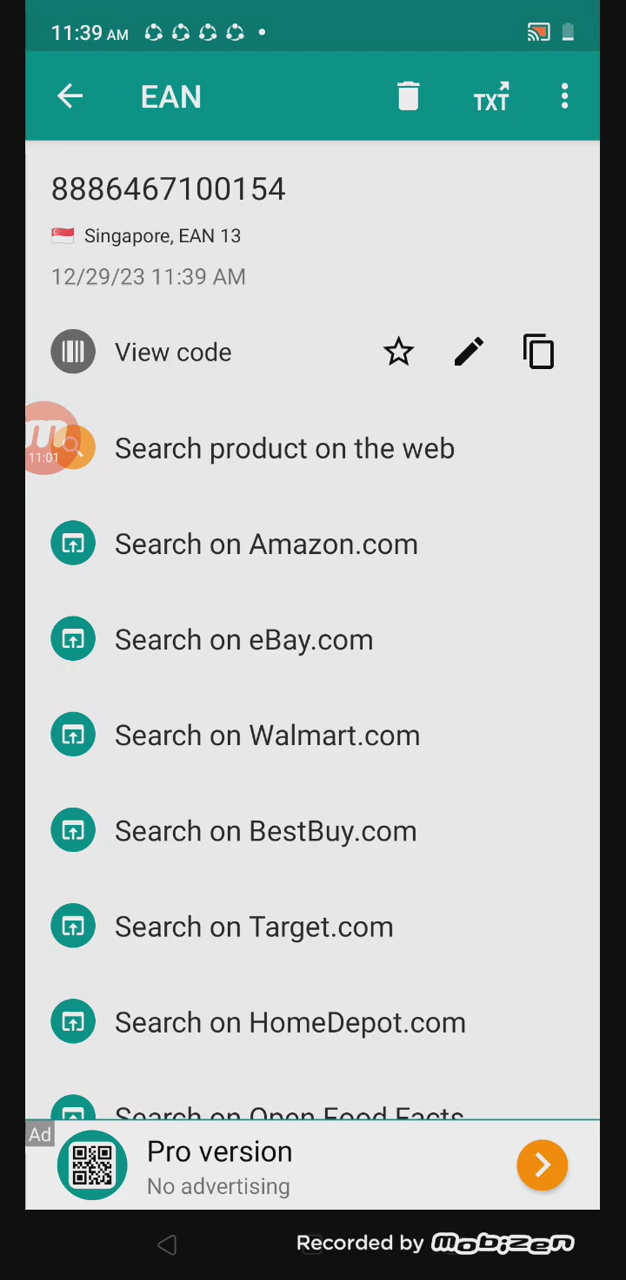 11:39 AM
EAN
TXT
8886467100154
Singapore, EAN 13
12/29/23 11:39 AM
View code
11:01
Search product on the web
Search on Amazon.com
Search on eBay.com
Search on Walmart.com
Search on BestBuy.com
Search on Target.com
Search on HomeDepot.com
Search on Open Food Facts
Ad
Pro version
No advertising
Recorded by mobizen